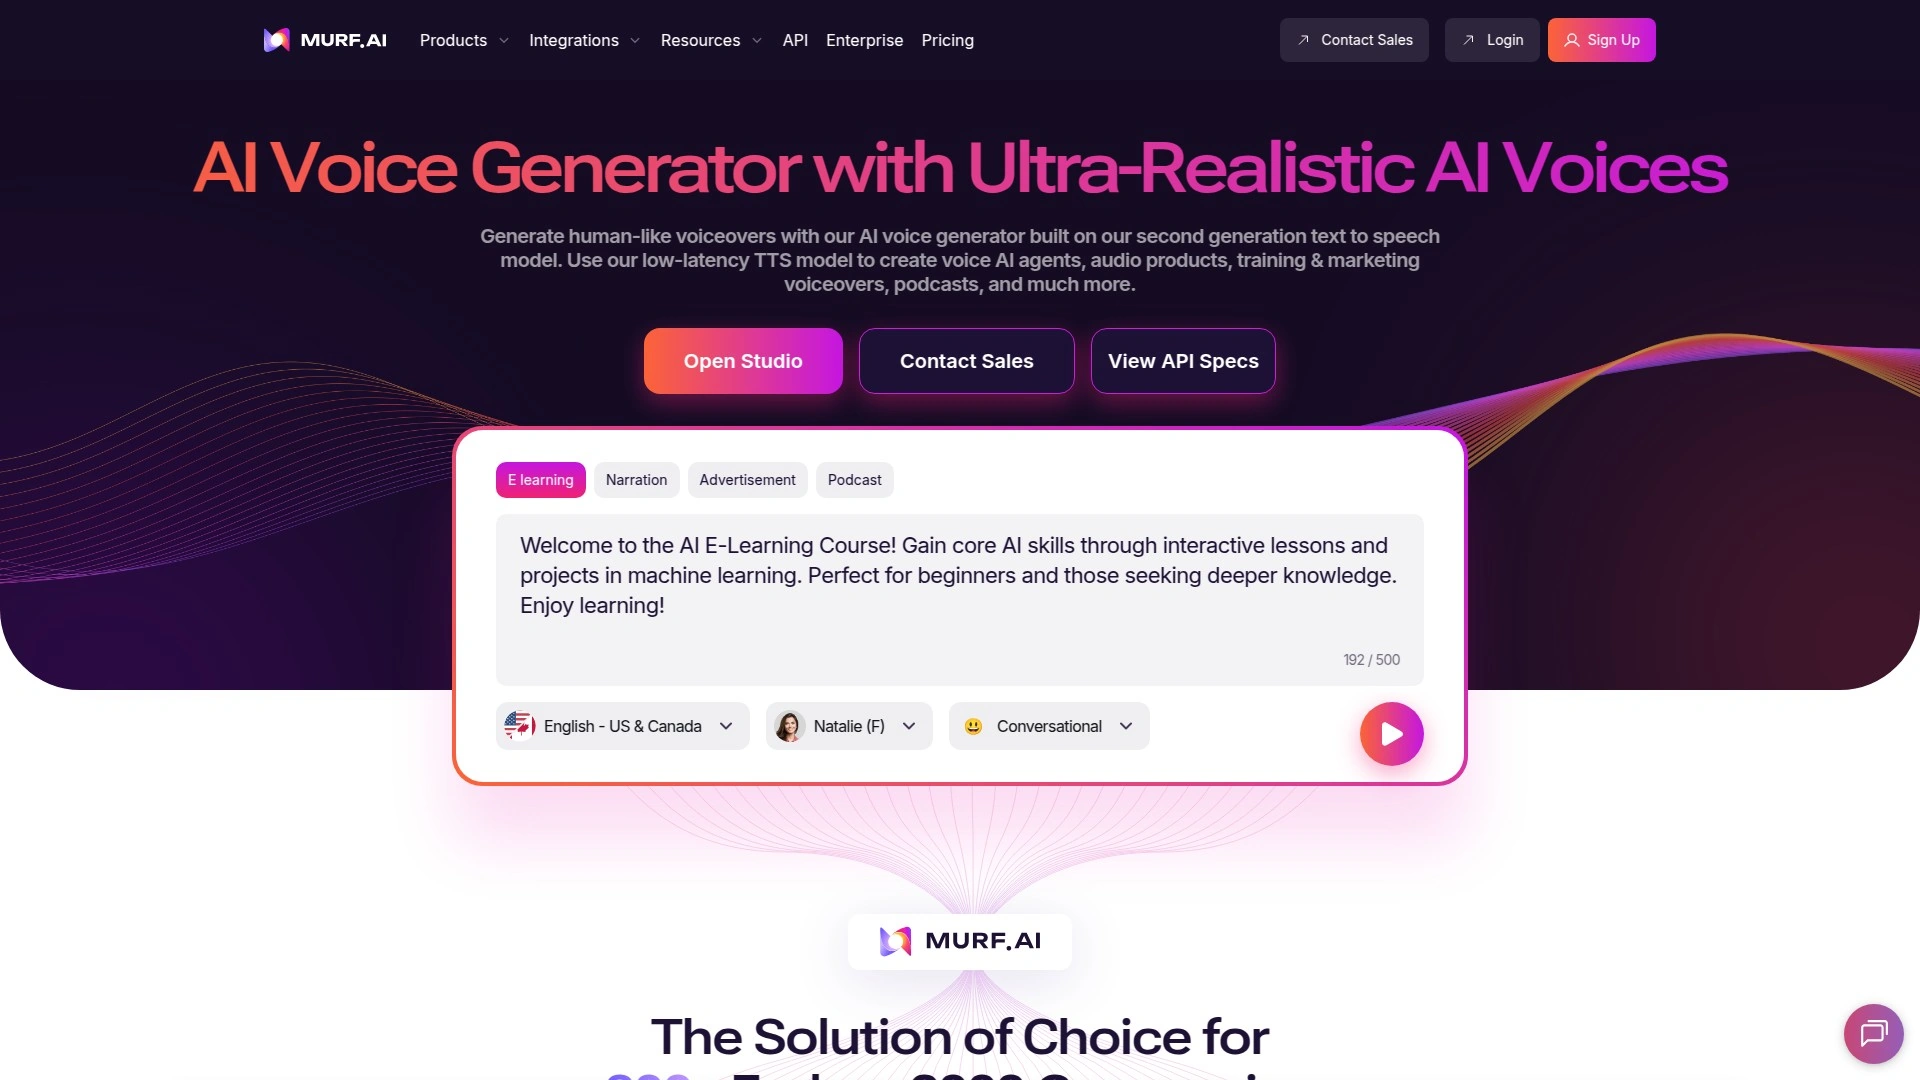 MURF.AI
Products
Integrations
Resources
API
Enterprise
Pricing
Contact Sales
Login
Sign Up
AI Voice Generator with Ultra-Realistic AI Voices
Generate human-like voiceovers with our AI voice generator built on our second generation text to speech
model. Use our low-latency TTS model to create voice AI agents, audio products, training & marketing
voiceovers, podcasts, and much more.
Open Studio
Contact Sales
View API Specs
E learning
Narration
Advertisement
Podcast
Welcome to the AI E-Learning Course! Gain core AI skills through interactive lessons and
projects in machine learning. Perfect for beginners and those seeking deeper knowledge.
Enjoy learning!
192 / 500
English - US & Canada
Natalie (F)
Conversational
MURF.AI
The Solution of Choice for